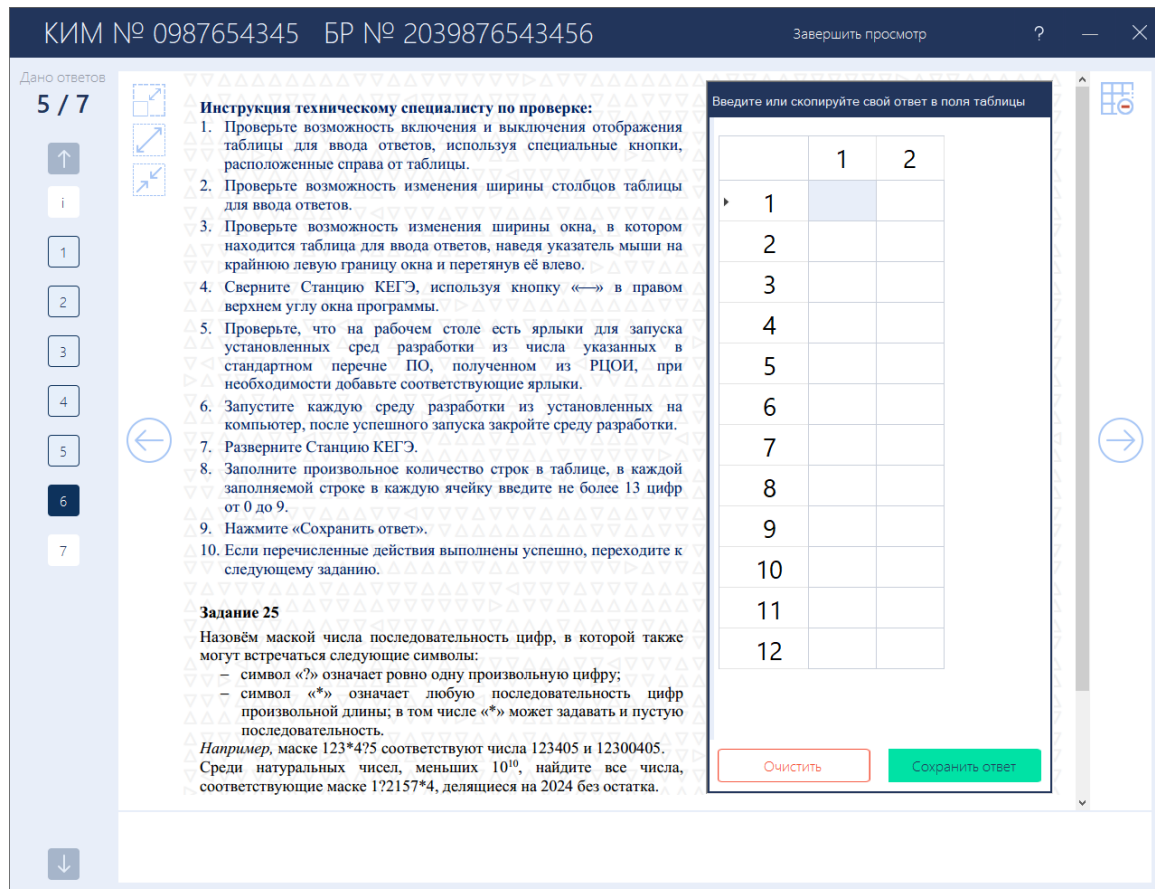 КИМ № 0987654345 БР № 2039876543456
Завершить просмотр
?
Дано ответов
5 / 7
i
1
2
3
4
5
6
7
Инструкция техническому специалисту по проверке:
1. Проверьте возможность включения и выключения отображения
таблицы для ввода ответов, используя специальные кнопки,
расположенные справа от таблицы.
2. Проверьте возможность изменения ширины столбцов таблицы
для ввода ответов.
3. Проверьте возможность изменения ширины окна, в котором
находится таблица для ввода ответов, наведя указатель мыши на
крайнюю левую границу окна и перетянув её влево.
4. Сверните Станцию КЕГЭ, используя кнопку «—» в правом
верхнем углу окна программы.
5. Проверьте, что на рабочем столе есть ярлыки для запуска
установленных сред разработки из числа указанных в
стандартном перечне ПО, полученном из РЦОИ, при
необходимости добавьте соответствующие ярлыки.
6. Запустите каждую среду разработки из установленных на
компьютер, после успешного запуска закройте среду разработки.
7. Разверните Станцию КЕГЭ.
8. Заполните произвольное количество строк в таблице, в каждой
заполняемой строке в каждую ячейку введите не более 13 цифр
от 0 до 9.
9. Нажмите «Сохранить ответ».
10. Если перечисленные действия выполнены успешно, переходите к
следующему заданию.
Задание 25
Назовём маской числа последовательность цифр, в которой также
могут встречаться следующие символы:
– символ «?» означает ровно одну произвольную цифру;
– символ «*» означает любую последовательность цифр
произвольной длины; в том числе «*» может задавать и пустую
последовательность.
Например, маске 123*4?5 соответствуют числа 123405 и 12300405.
Среди натуральных чисел, меньших 10¹⁰, найдите все числа,
соответствующие маске 1?2157*4, делящиеся на 2024 без остатка.
Введите или скопируйте свой ответ в поля таблицы
1 2
1
2
3
4
5
6
7
8
9
10
11
12
Очистить
Сохранить ответ